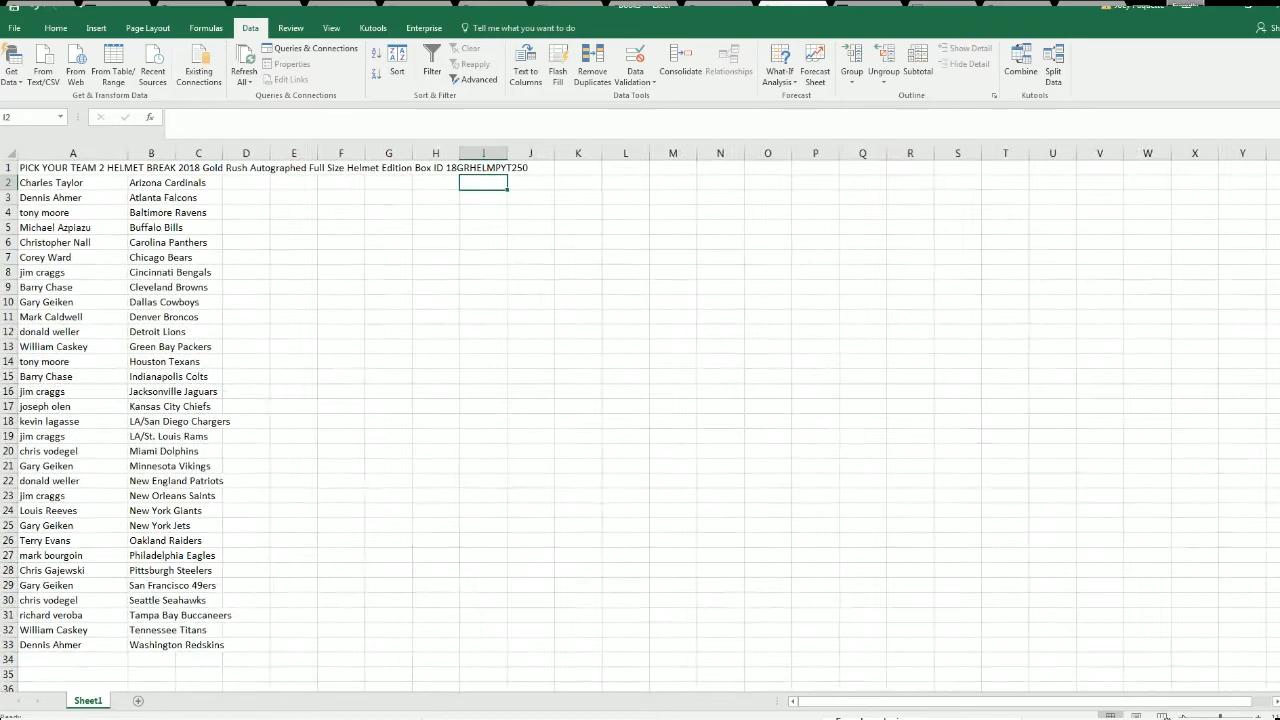 File Home Insert Page Layout Formulas Data Review View Kutools Enterprise Tell me what you want to do
Get Data From Text/CSV From Web From Table/ Range Recent Sources Existing Connections Refresh All Queries & Connections Properties Edit Links Sort Filter Clear Reapply Advanced Text to Columns Flash Fill Remove Duplicates Data Validation Consolidate Relationships What-If Analysis Forecast Sheet Group Ungroup Subtotal Show Detail Hide Detail Combine Split Data
Get & Transform Data Queries & Connections Sort & Filter Data Tools Forecast Outline Kutools
I2 fx
A B C D E F G H I J K L M N O P Q R S T U V W X Y
1 PICK YOUR TEAM 2 HELMET BREAK 2018 Gold Rush Autographed Full Size Helmet Edition Box ID 18GRHELMPYT250
2 Charles Taylor Arizona Cardinals
3 Dennis Ahmer Atlanta Falcons
4 tony moore Baltimore Ravens
5 Michael Azpiazu Buffalo Bills
6 Christopher Nall Carolina Panthers
7 Corey Ward Chicago Bears
8 jim craggs Cincinnati Bengals
9 Barry Chase Cleveland Browns
10 Gary Geiken Dallas Cowboys
11 Mark Caldwell Denver Broncos
12 donald weller Detroit Lions
13 William Caskey Green Bay Packers
14 tony moore Houston Texans
15 Barry Chase Indianapolis Colts
16 jim craggs Jacksonville Jaguars
17 joseph olen Kansas City Chiefs
18 kevin lagasse LA/San Diego Chargers
19 jim craggs LA/St. Louis Rams
20 chris vodegel Miami Dolphins
21 Gary Geiken Minnesota Vikings
22 donald weller New England Patriots
23 jim craggs New Orleans Saints
24 Louis Reeves New York Giants
25 Gary Geiken New York Jets
26 Terry Evans Oakland Raiders
27 mark bourgoin Philadelphia Eagles
28 Chris Gajewski Pittsburgh Steelers
29 Gary Geiken San Francisco 49ers
30 chris vodegel Seattle Seahawks
31 richard veroba Tampa Bay Buccaneers
32 William Caskey Tennessee Titans
33 Dennis Ahmer Washington Redskins
34
35
36
Sheet1